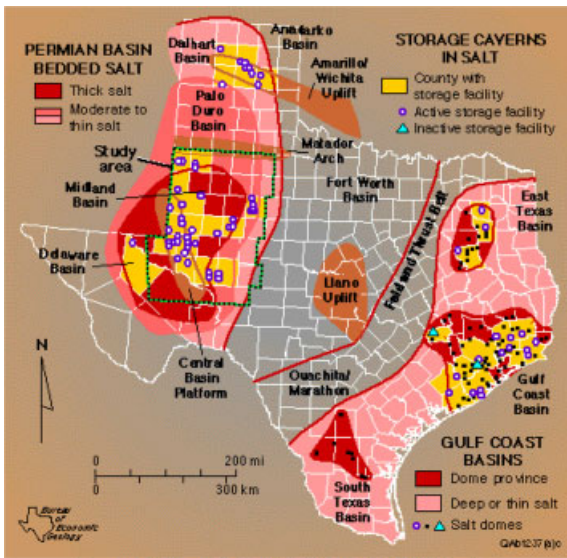 PERMIAN BASIN
BEDDED SALT
Thick salt
Moderate to
thin salt
Dalhart
Basin
Anadarko
Basin
Amarillo/
Wichita
Uplift
STORAGE CAVERNS
IN SALT
County with
storage facility
Active storage facility
Inactive storage facility
Palo
Duro
Basin
Study
area
Matador
Arch
Midland
Basin
Fort Worth
Basin
East
Texas
Basin
Delaware
Basin
Llano
Uplift
Fold and Thrust Belt
N
Central
Basin
Platform
Ouachita/
Marathon
Gulf
Coast
Basin
0 200 mi
0 300 km
South
Texas
Basin
GULF COAST
BASINS
Dome province
Deep or thin salt
Salt domes
Bureau
of
Economic
Geology